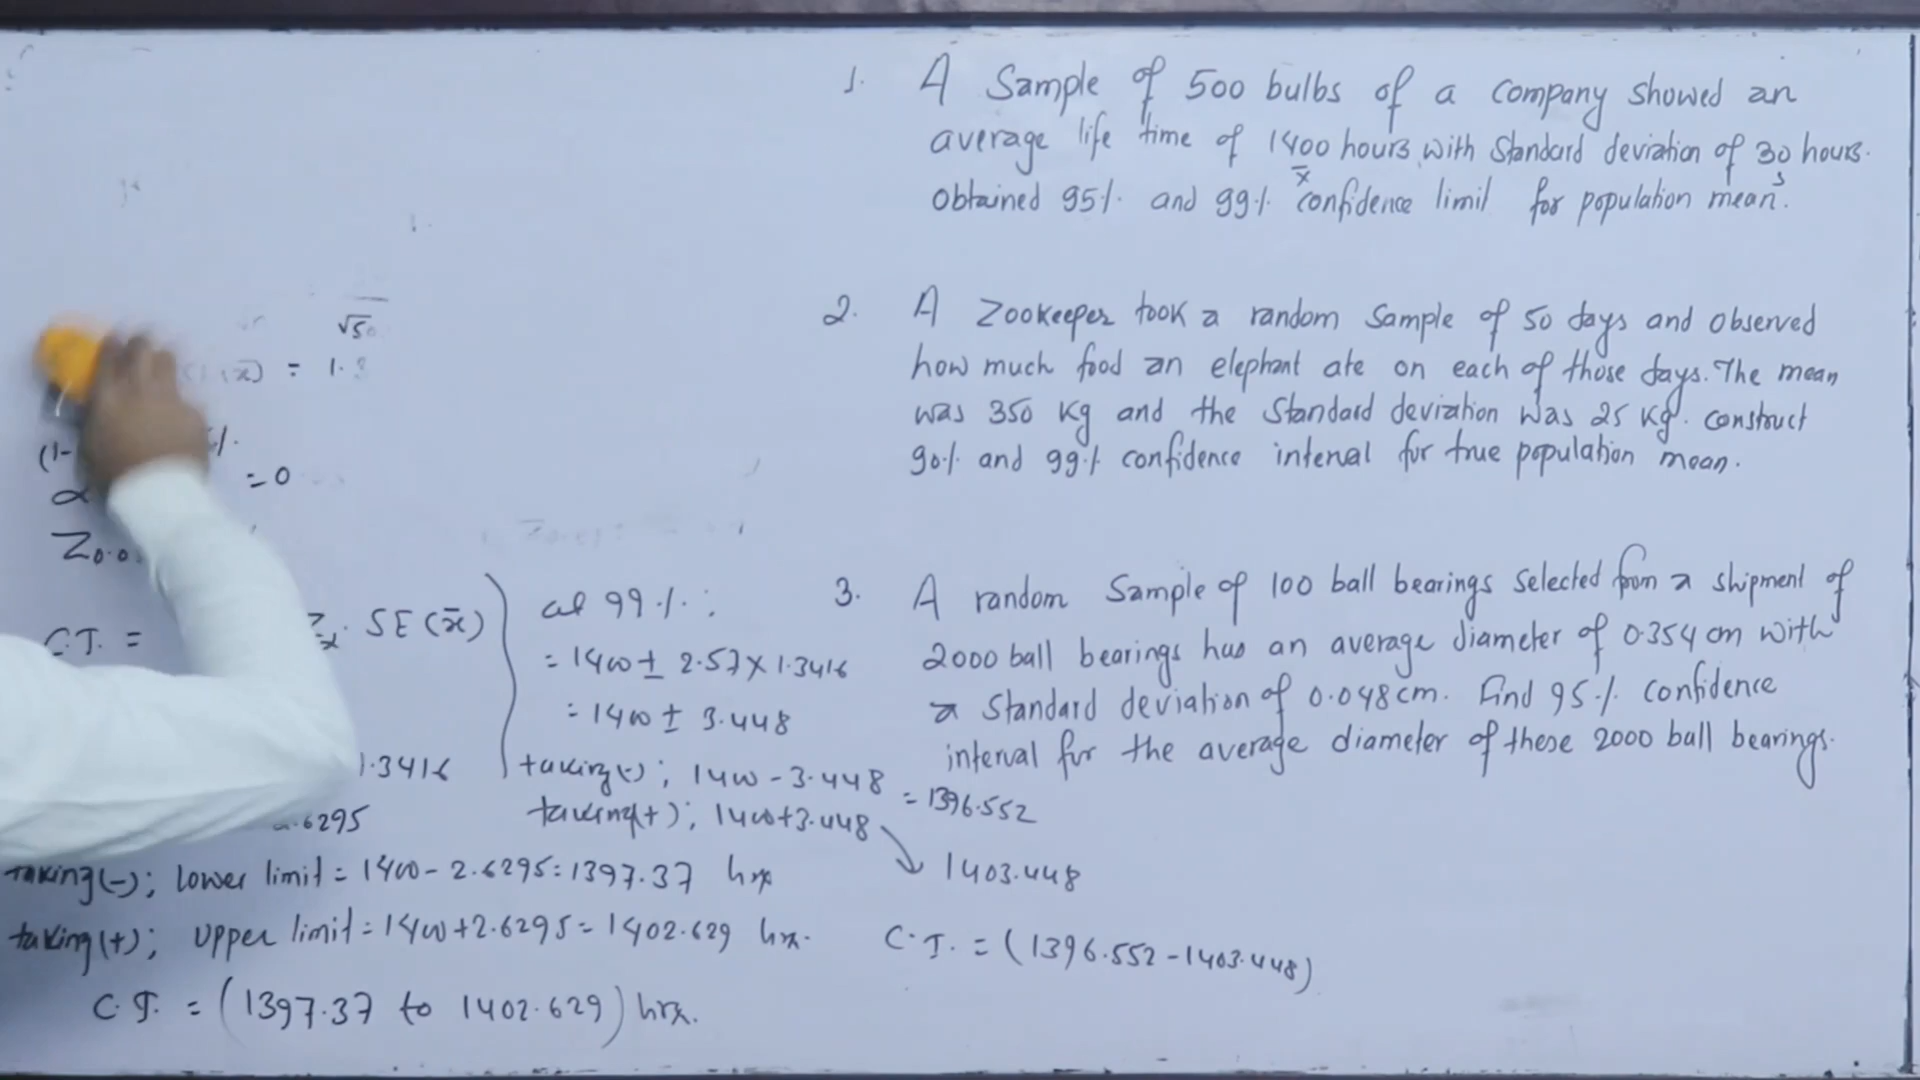 1. A Sample of 500 bulbs of a company showed an
average life time of 1400 hours with Standard deviation of 30 hours.
x̄ s
obtained 95% and 99% confidence limit for population mean.
2. A Zookeeper took a random Sample of 50 days and observed
how much food an elephant ate on each of those days. The mean
was 350 Kg and the Standard deviation was 25 Kg. construct
90% and 99% confidence interval for true population mean.
3. A random Sample of 100 ball bearings selected from a shipment of
2000 ball bearings has an average diameter of 0.354 cm with
a Standard deviation of 0.048 cm. Find 95% confidence
interval for the average diameter of these 2000 ball bearings.
√5
(x̄) = 1.3
(1-
α = 0
Z0.0
C.I. = Zα. SE(x̄)
1.3416
.6295
taking(-); lower limit = 1400 - 2.6295 = 1397.37 hrs
taking(+); Upper limit = 1400 + 2.6295 = 1402.629 hrs.
C.I. = (1397.37 to 1402.629) hrs.
at 99% :
= 1400 ± 2.57 × 1.3416
= 1400 ± 3.448
taking(-); 1400 - 3.448 = 1396.552
taking(+); 1400 + 3.448
→ 1403.448
C.I. = (1396.552 - 1403.448)